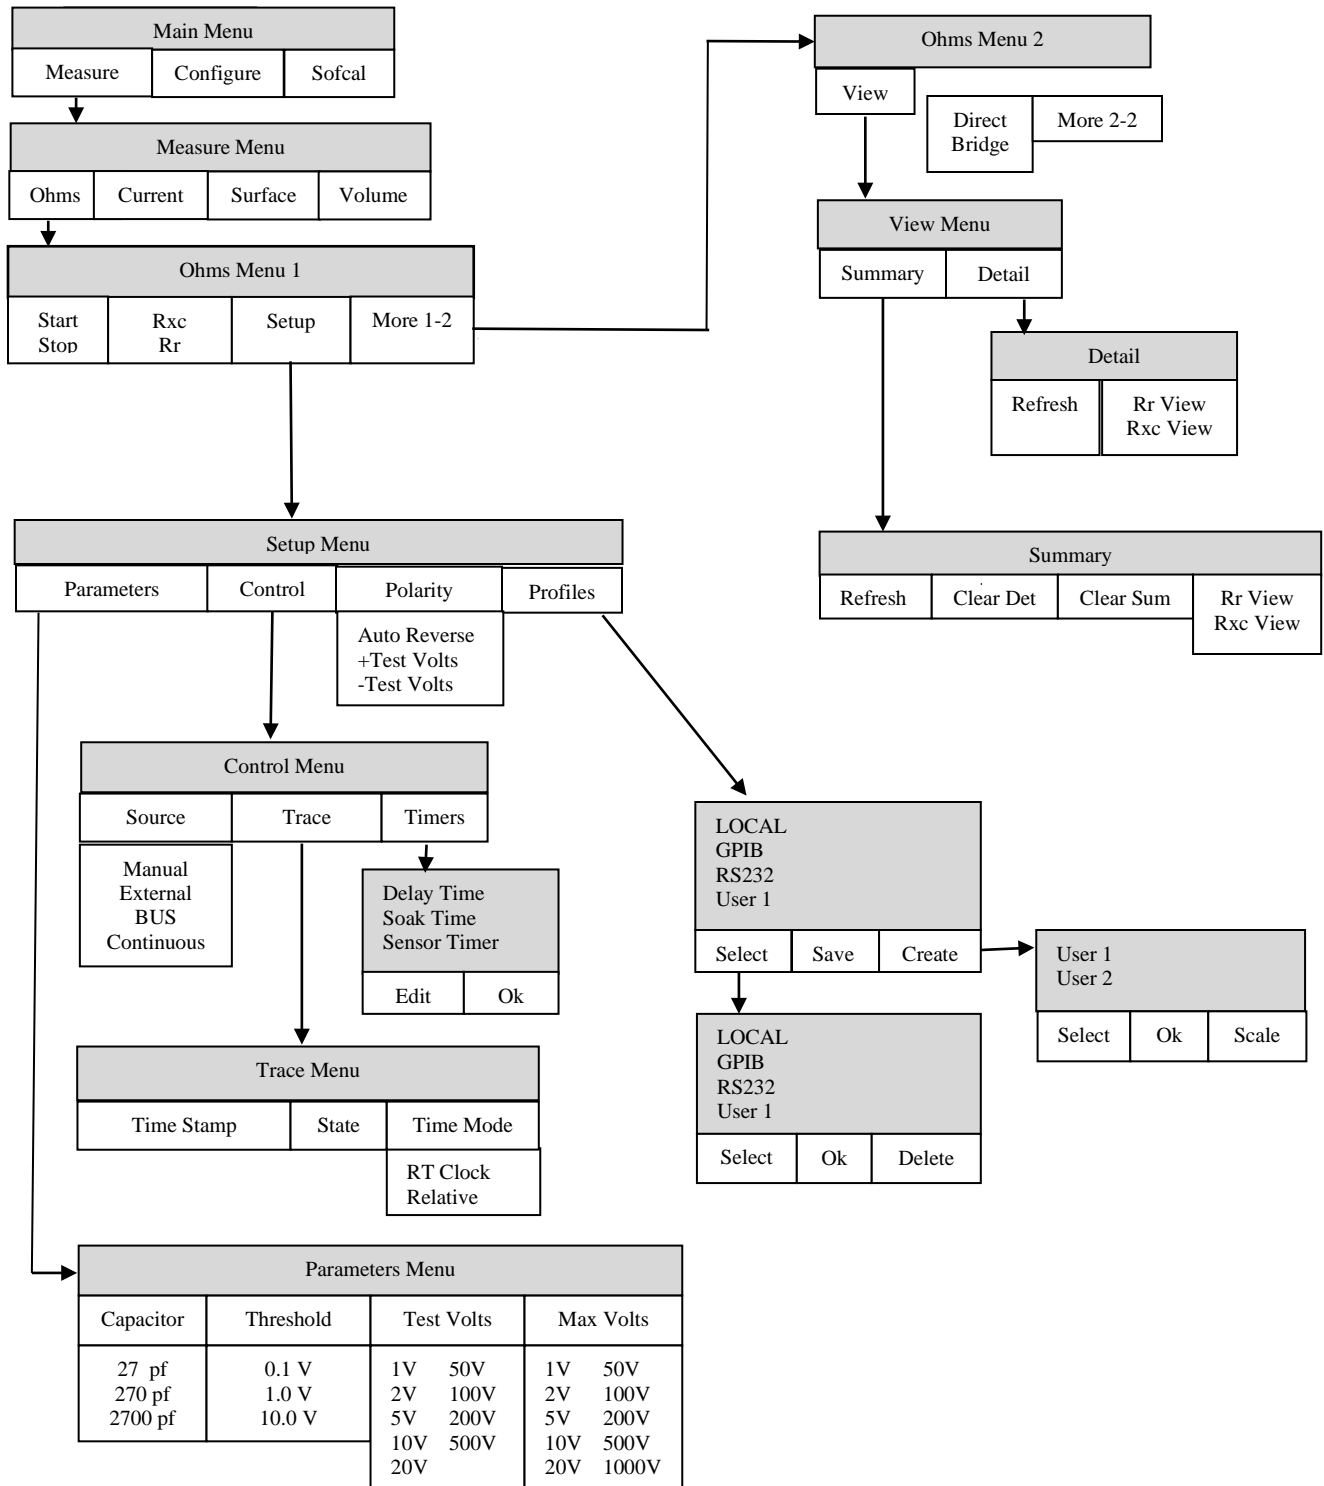 Main Menu
Measure Configure Sofcal
Measure Menu
Ohms Current Surface Volume
Ohms Menu 1
Start Rxc Setup More 1-2
Stop Rr
Ohms Menu 2
View
Direct More 2-2
Bridge
View Menu
Summary Detail
Detail
Refresh Rr View
Rxc View
Summary
Refresh Clear Det Clear Sum Rr View
Rxc View
Setup Menu
Parameters Control Polarity Profiles
Auto Reverse
+Test Volts
-Test Volts
Control Menu
Source Trace Timers
Manual
External
BUS
Continuous
Delay Time
Soak Time
Sensor Timer
Edit Ok
LOCAL
GPIB
RS232
User 1
Select Save Create
User 1
User 2
Select Ok Scale
LOCAL
GPIB
RS232
User 1
Select Ok Delete
Trace Menu
Time Stamp State Time Mode
RT Clock
Relative
Parameters Menu
Capacitor Threshold Test Volts Max Volts
27 pf 0.1 V 1V 50V 1V 50V
270 pf 1.0 V 2V 100V 2V 100V
2700 pf 10.0 V 5V 200V 5V 200V
10V 500V 10V 500V
20V 20V 1000V